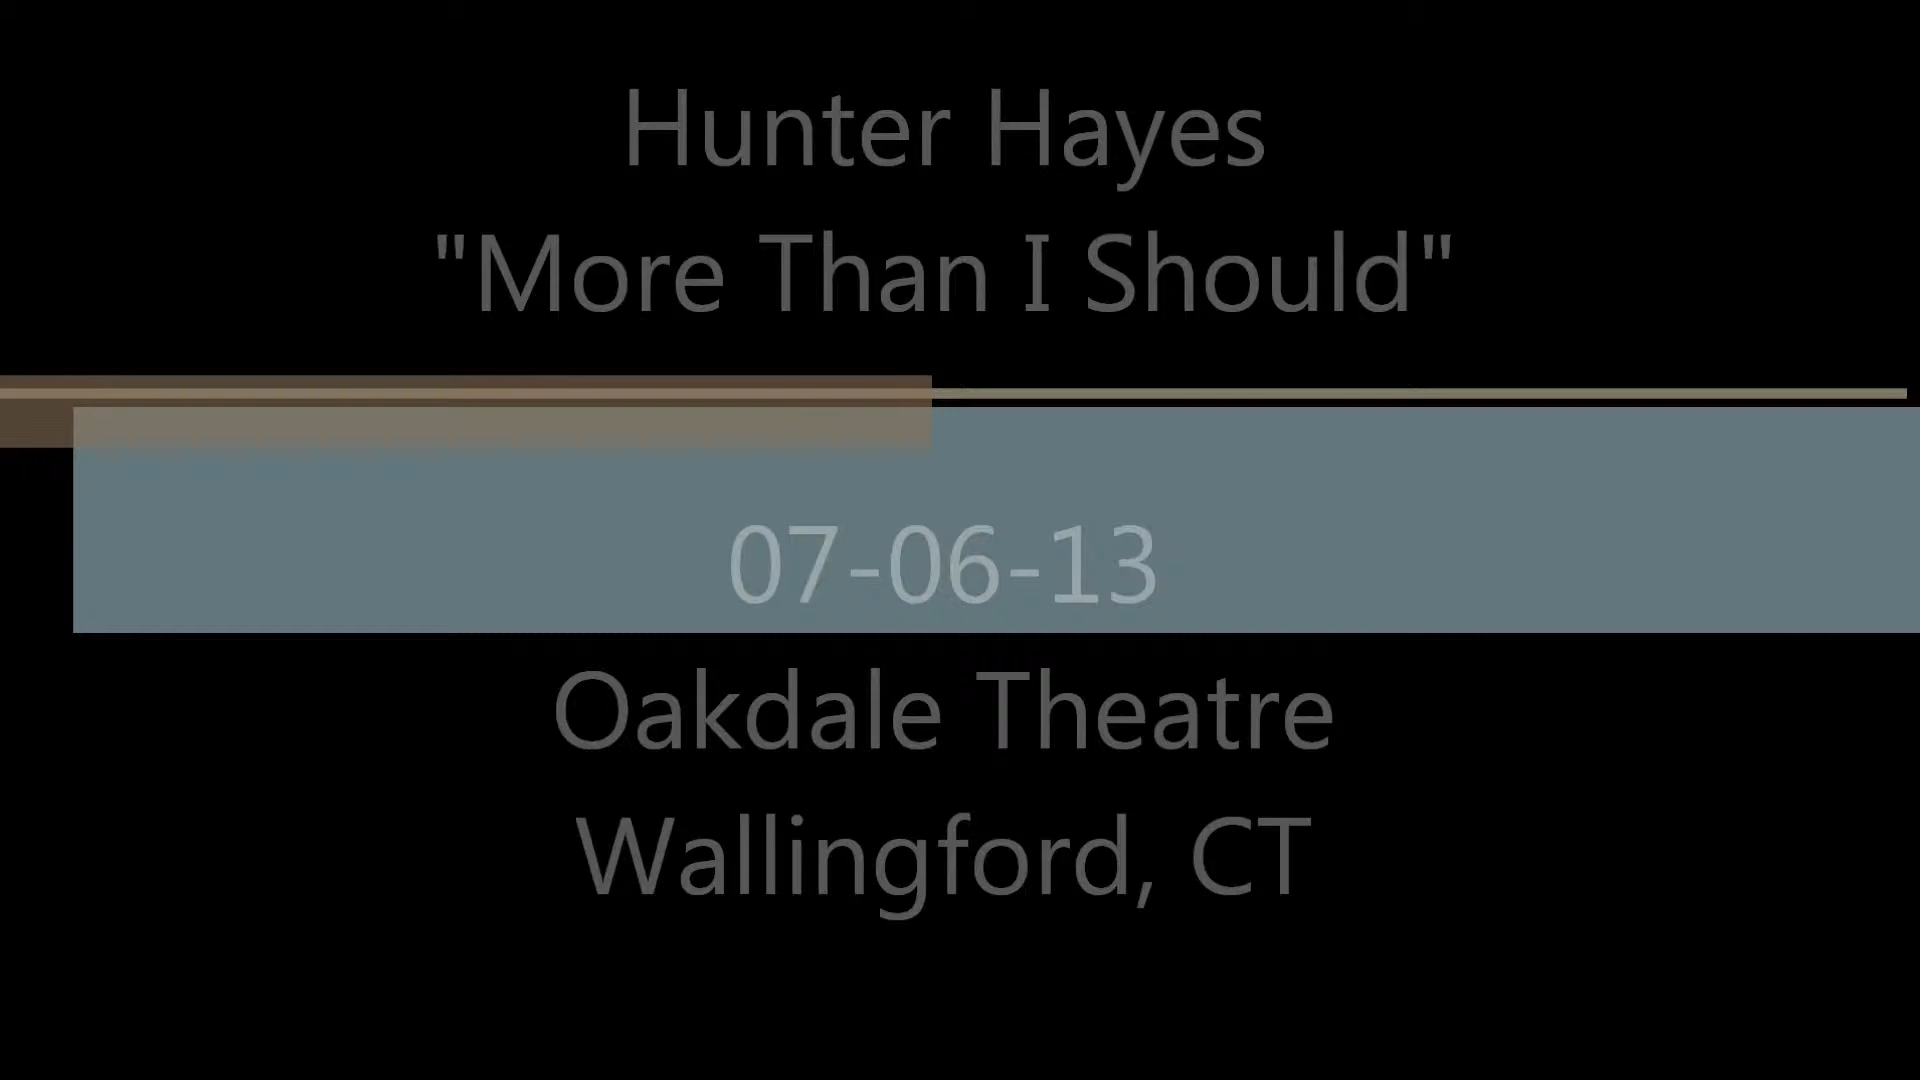 Hunter Hayes
"More Than I Should"
07-06-13
Oakdale Theatre
Wallingford, CT